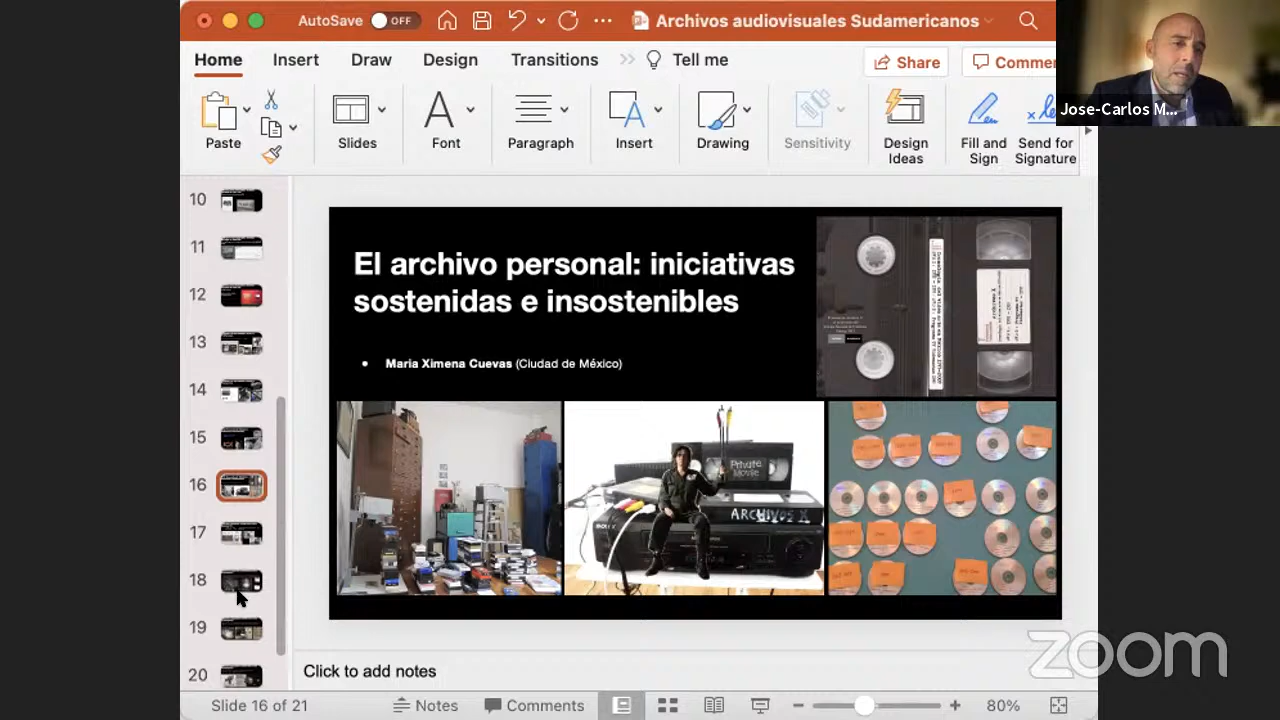 AutoSave OFF
Archivos audiovisuales Sudamericanos
Home Insert Draw Design Transitions Tell me
Share
Commen
Paste
Slides
Font
Paragraph
Insert
Drawing
Sensitivity
Design
Ideas
Fill and
Sign
Send for
Signature
Jose-Carlos M...
10
11
12
13
14
15
16
17
18
19
20
El archivo personal: iniciativas
sostenidas e insostenibles
• Maria Ximena Cuevas (Ciudad de México)
Private
Movie
ARCHIVOS X
Click to add notes
zoom
Slide 16 of 21
Notes
Comments
80%